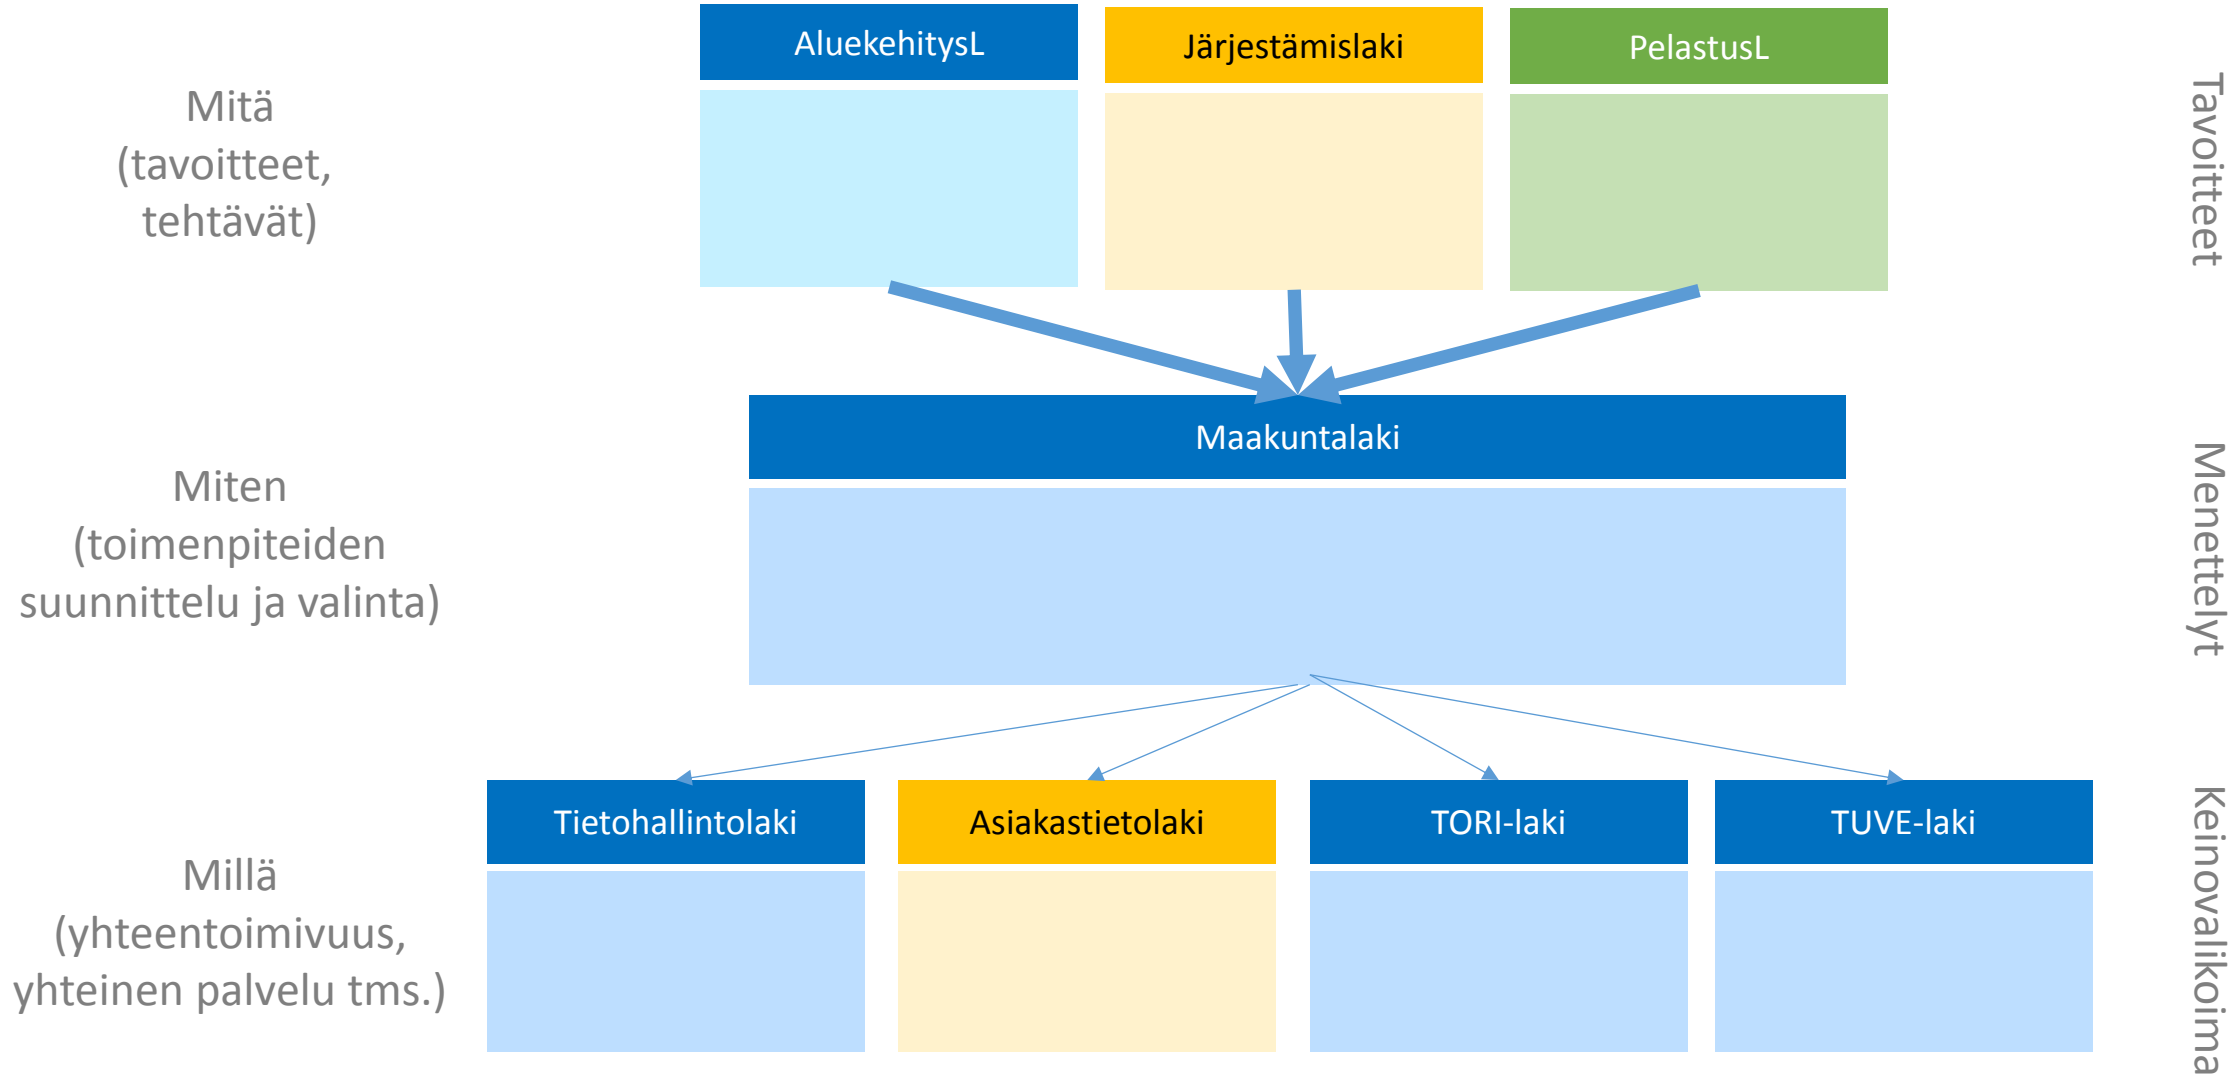 AluekehitysL
Järjestämislaki
PelastusL
Mitä
(tavoitteet,
tehtävät)
Tavoitteet
Maakuntalaki
Miten
(toimenpiteiden
suunnittelu ja valinta)
Menettelyt
Tietohallintolaki
Asiakastietolaki
TORI-laki
TUVE-laki
Millä
(yhteentoimivuus,
yhteinen palvelu tms.)
Keinovalikoima